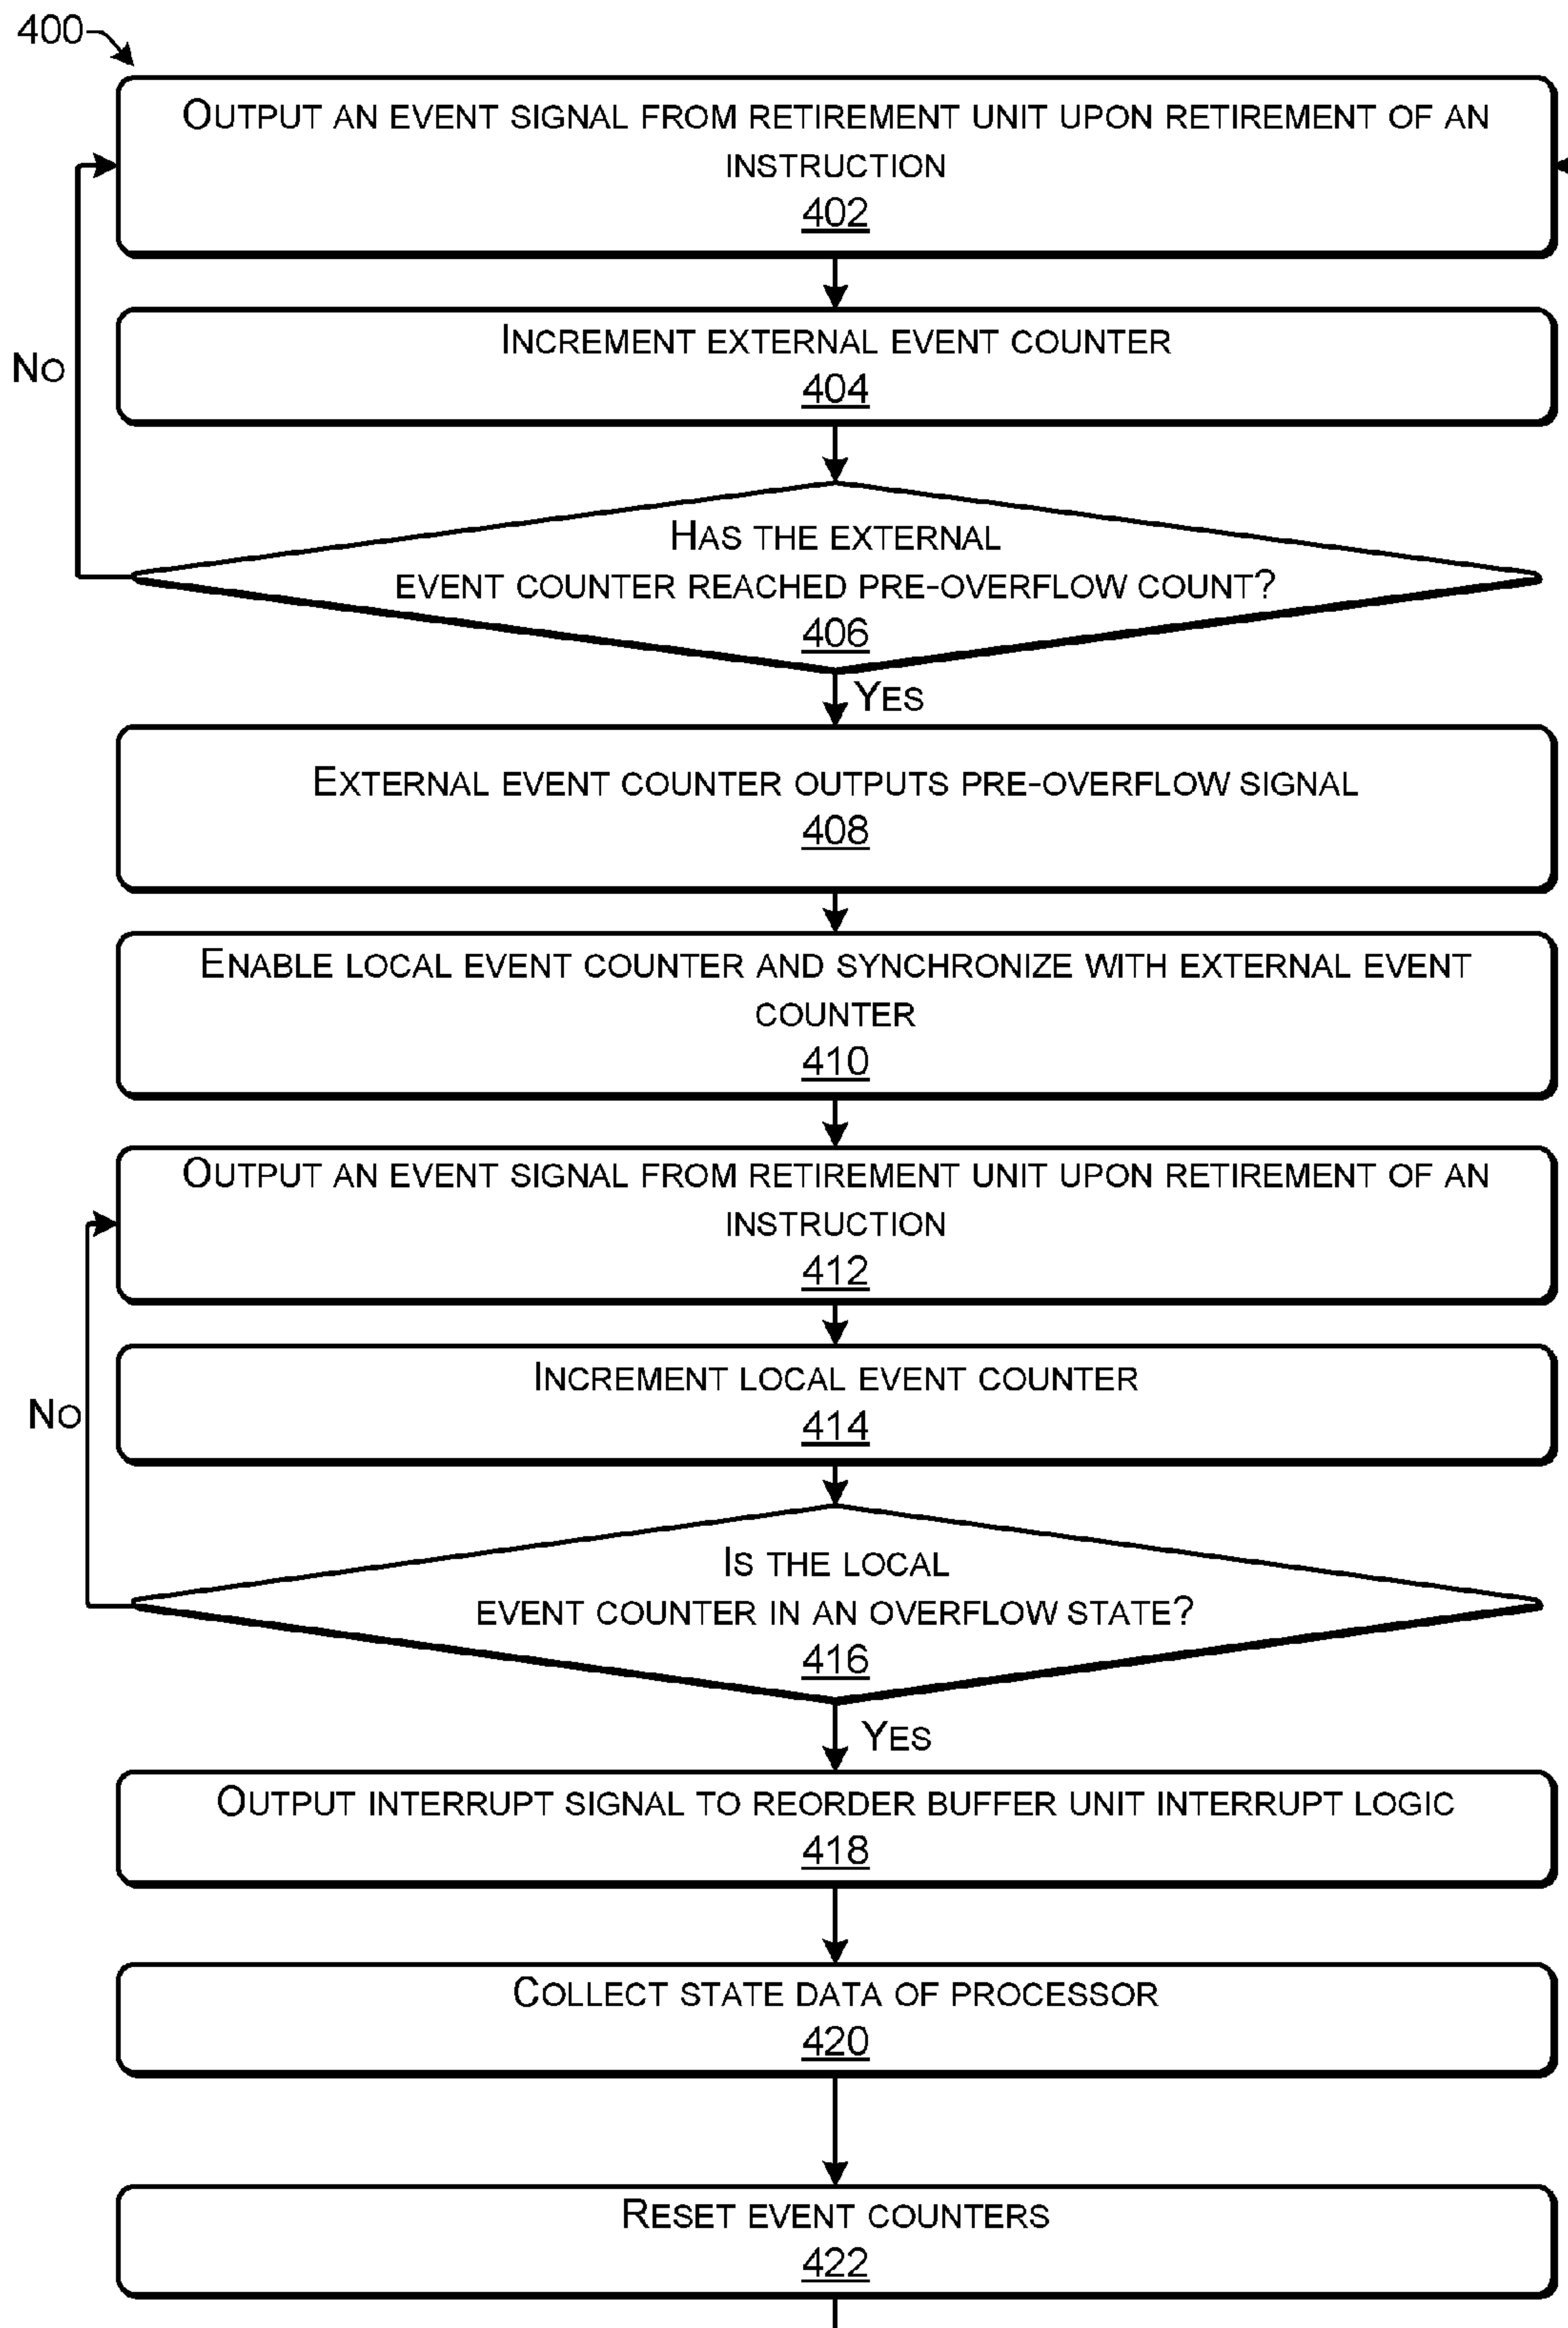 400
OUTPUT AN EVENT SIGNAL FROM RETIREMENT UNIT UPON RETIREMENT OF AN
INSTRUCTION
402
INCREMENT EXTERNAL EVENT COUNTER
404
NO
HAS THE EXTERNAL
EVENT COUNTER REACHED PRE-OVERFLOW COUNT?
406
YES
EXTERNAL EVENT COUNTER OUTPUTS PRE-OVERFLOW SIGNAL
408
ENABLE LOCAL EVENT COUNTER AND SYNCHRONIZE WITH EXTERNAL EVENT
COUNTER
410
OUTPUT AN EVENT SIGNAL FROM RETIREMENT UNIT UPON RETIREMENT OF AN
INSTRUCTION
412
INCREMENT LOCAL EVENT COUNTER
414
NO
IS THE LOCAL
EVENT COUNTER IN AN OVERFLOW STATE?
416
YES
OUTPUT INTERRUPT SIGNAL TO REORDER BUFFER UNIT INTERRUPT LOGIC
418
COLLECT STATE DATA OF PROCESSOR
420
RESET EVENT COUNTERS
422